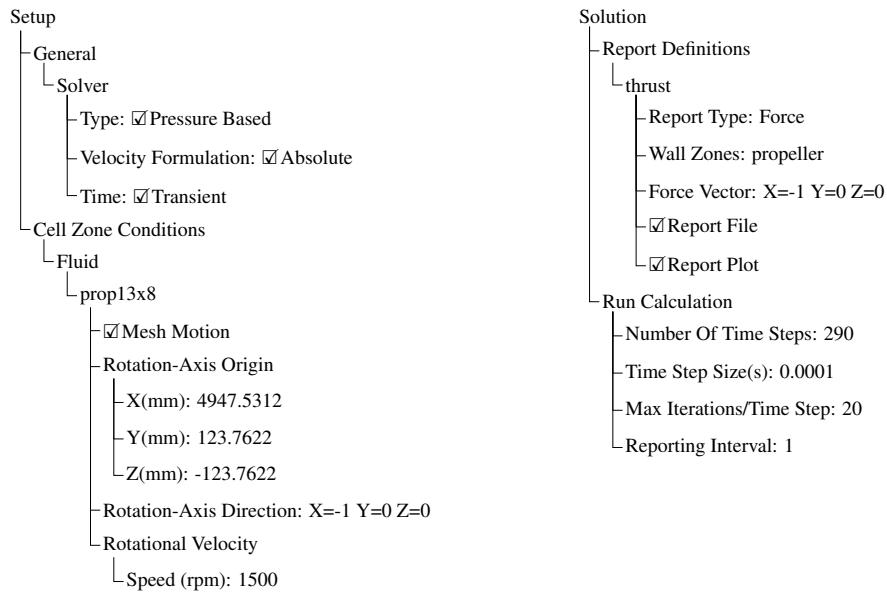 Setup
General
Solver
Type: ☑Pressure Based
Velocity Formulation: ☑Absolute
Time: ☑Transient
Cell Zone Conditions
Fluid
prop13x8
☑Mesh Motion
Rotation-Axis Origin
X(mm): 4947.5312
Y(mm): 123.7622
Z(mm): -123.7622
Rotation-Axis Direction: X=-1 Y=0 Z=0
Rotational Velocity
Speed (rpm): 1500
Solution
Report Definitions
thrust
Report Type: Force
Wall Zones: propeller
Force Vector: X=-1 Y=0 Z=0
☑Report File
☑Report Plot
Run Calculation
Number Of Time Steps: 290
Time Step Size(s): 0.0001
Max Iterations/Time Step: 20
Reporting Interval: 1